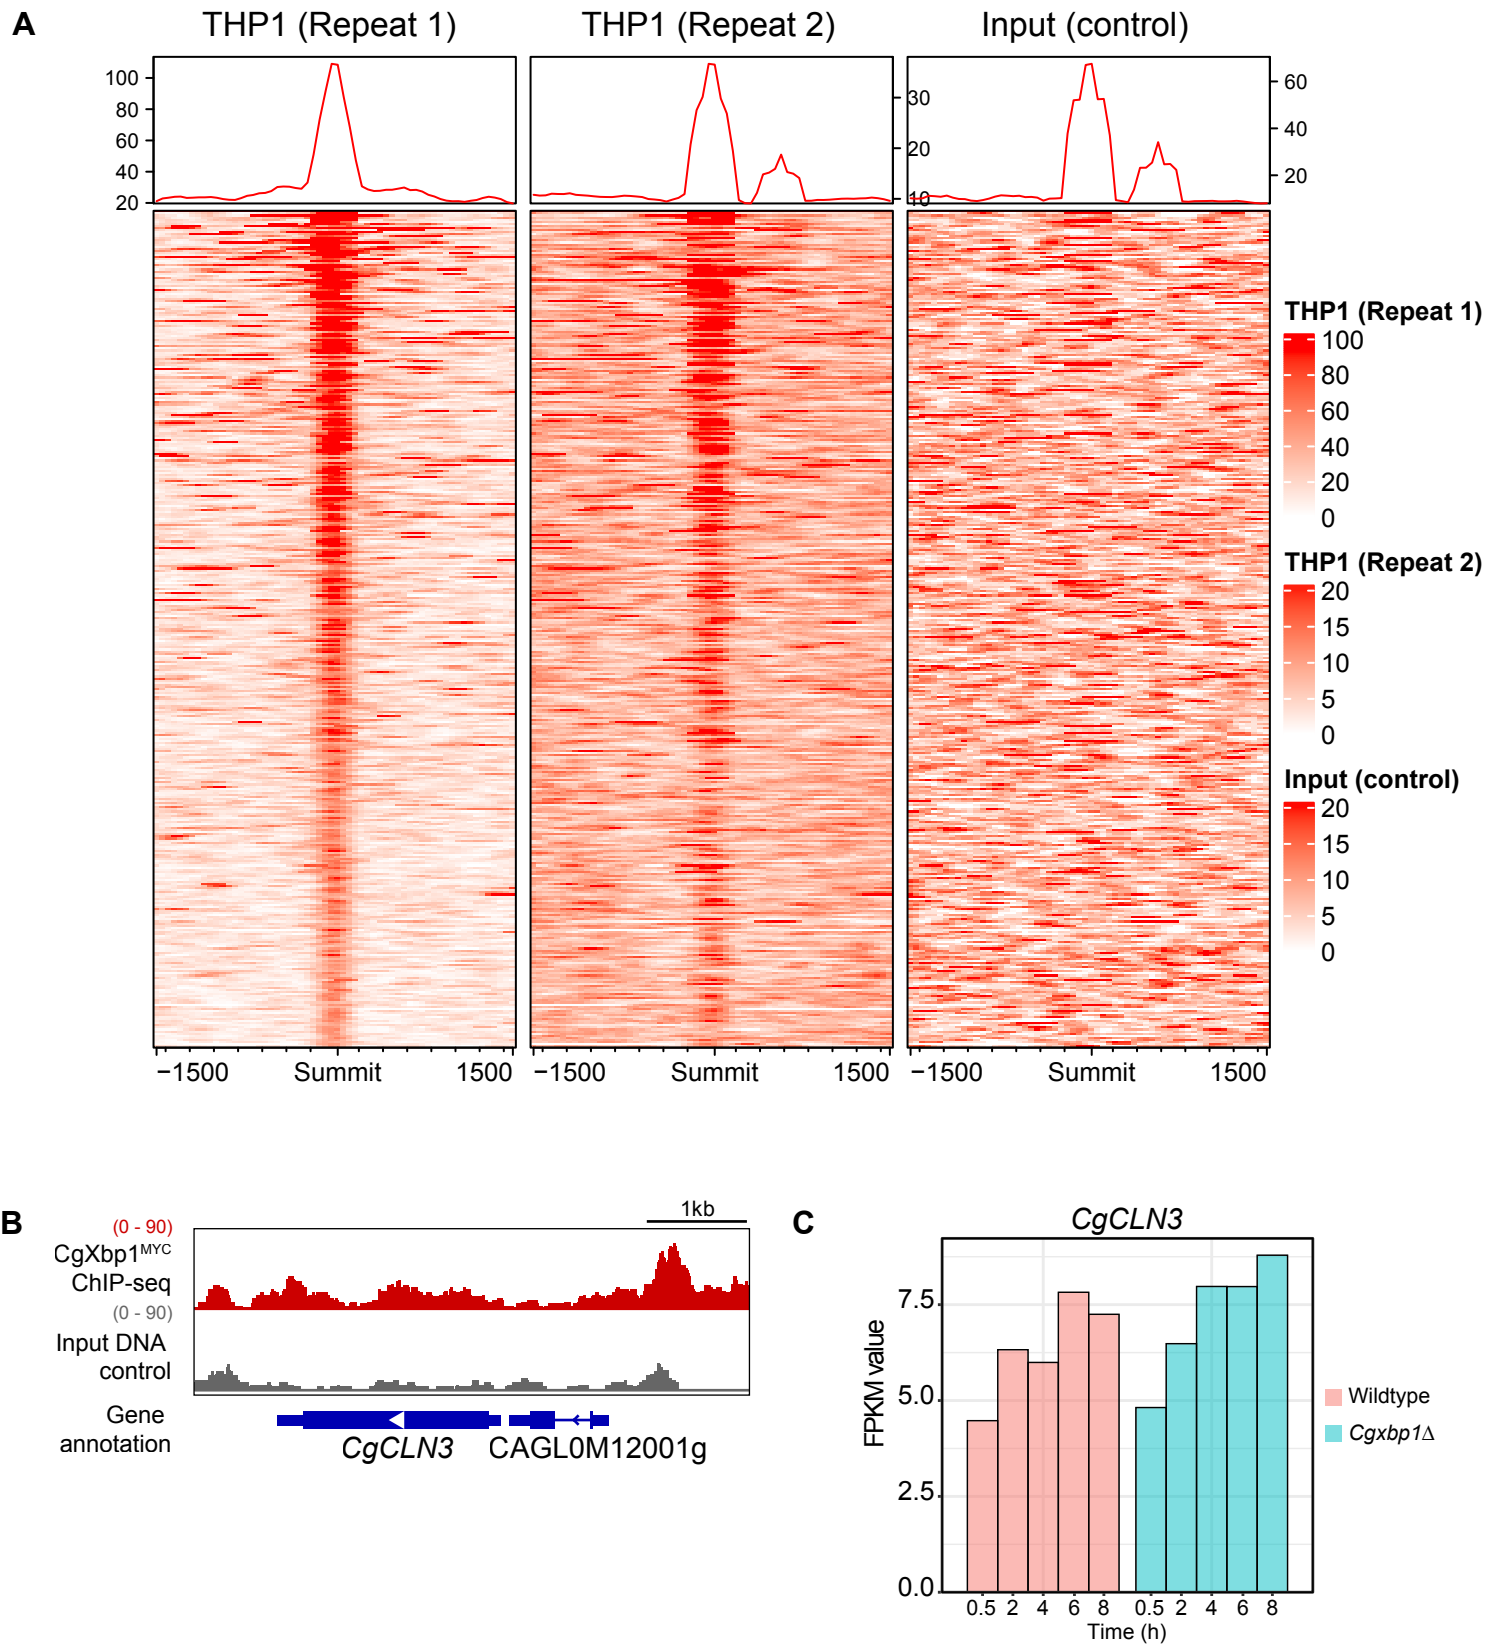 A
THP1 (Repeat 1)
THP1 (Repeat 2)
Input (control)
100
80
60
40
20
30
20
10
60
40
20
THP1 (Repeat 1)
100
80
60
40
20
0
THP1 (Repeat 2)
20
15
10
5
0
Input (control)
20
15
10
5
0
−1500 Summit 1500
−1500 Summit 1500
−1500 Summit 1500
B
1kb
(0 - 90)
CgXbp1MYC
ChIP-seq
(0 - 90)
Input DNA
control
Gene
annotation
CgCLN3
CAGL0M12001g
C
CgCLN3
FPKM value
7.5
5.0
2.5
0.0
0.5 2 4 6 8 0.5 2 4 6 8
Time (h)
Wildtype
Cgxbp1Δ